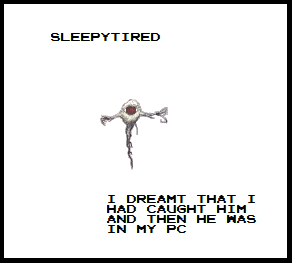 SLEEPYTIRED
I DREAMT THAT I
HAD CAUGHT HIM
AND THEN HE WAS
IN MY PC